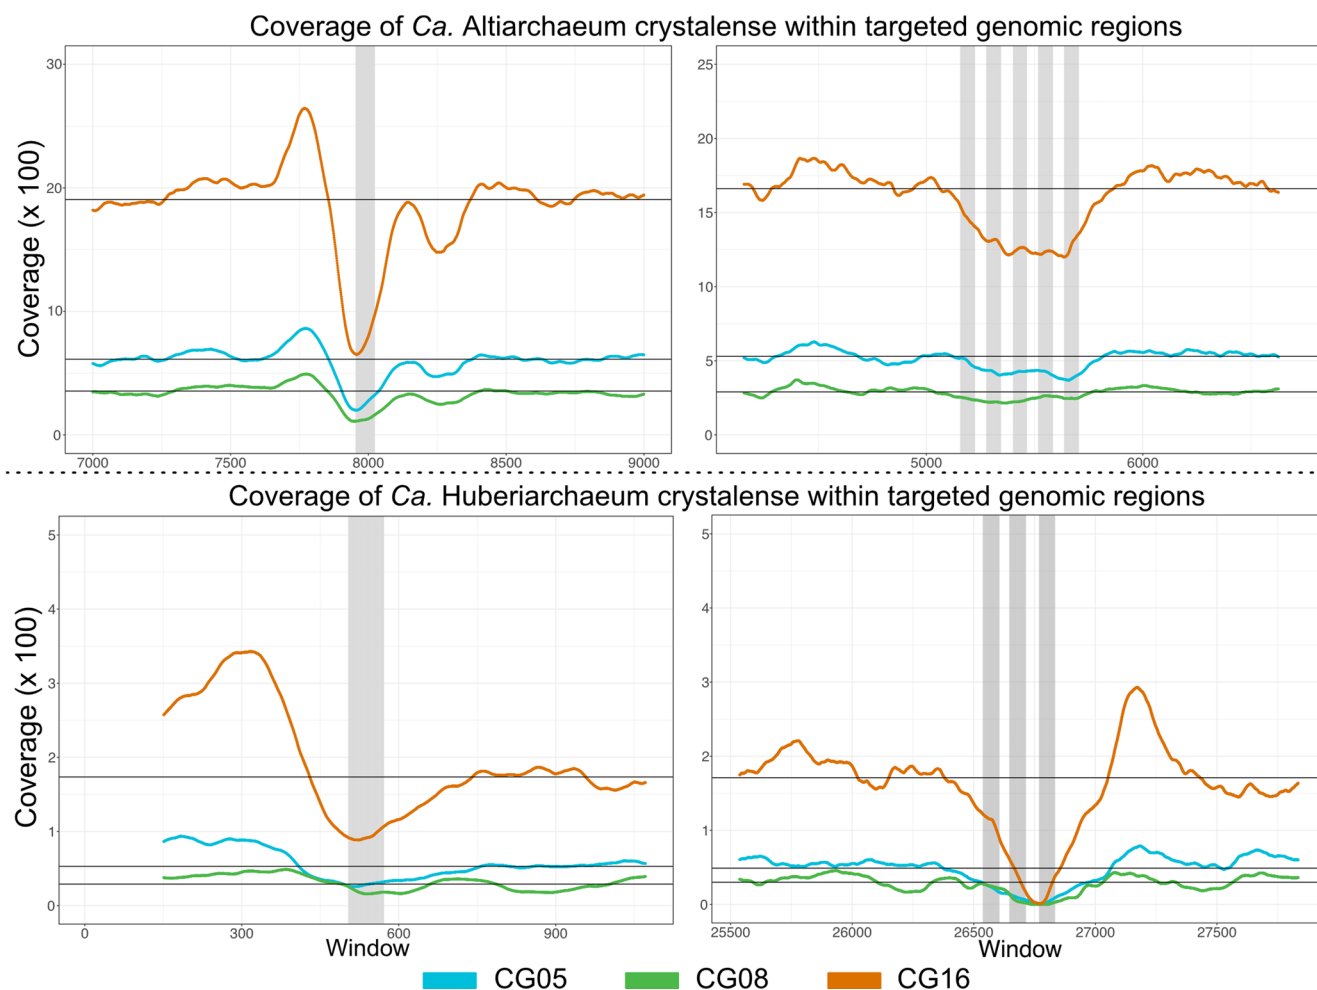 Coverage of Ca. Altiarchaeum crystalense within targeted genomic regions
Coverage (x 100)
30
20
10
0
7000 7500 8000 8500 9000
25
20
15
10
5
0
5000 6000
Coverage of Ca. Huberiarchaeum crystalense within targeted genomic regions
Coverage (x 100)
5
4
3
2
1
0
0 300 600 900
Window
5
4
3
2
1
0
25500 26000 26500 27000 27500
Window
CG05 CG08 CG16